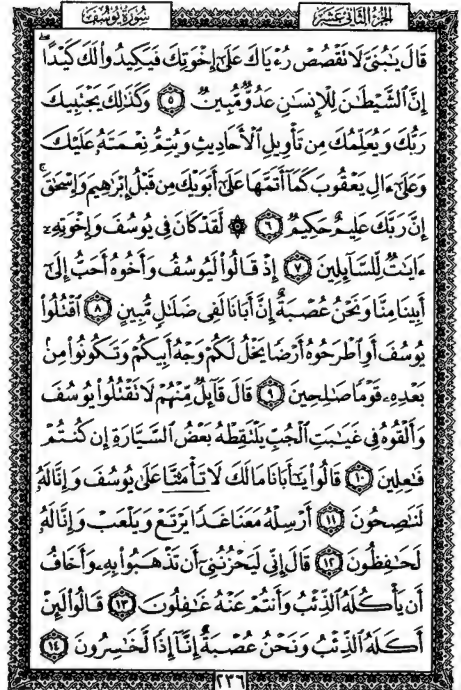 الجزء الثاني عشر
سورة يوسف
قَالَ يَٰبُنَىَّ لَا نَقْصُصْ رُءْيَاكَ عَلَىٰٓ إِخْوَتِكَ فَيَكِيدُوا۟ لَكَ كَيْدًا ۖ
إِنَّ ٱلشَّيْطَٰنَ لِلْإِنسَٰنِ عَدُوٌّ مُّبِينٌ ٥ وَكَذَٰلِكَ يَجْتَبِيكَ
رَبُّكَ وَيُعَلِّمُكَ مِن تَأْوِيلِ ٱلْأَحَادِيثِ وَيُتِمُّ نِعْمَتَهُۥ عَلَيْكَ
وَعَلَىٰٓ ءَالِ يَعْقُوبَ كَمَآ أَتَمَّهَا عَلَىٰٓ أَبَوَيْكَ مِن قَبْلُ إِبْرَٰهِيمَ وَإِسْحَٰقَ ۚ
إِنَّ رَبَّكَ عَلِيمٌ حَكِيمٌ ٦ ۞ لَّقَدْ كَانَ فِى يُوسُفَ وَإِخْوَتِهِۦٓ
ءَايَٰتٌ لِّلسَّآئِلِينَ ٧ إِذْ قَالُوا۟ لَيُوسُفُ وَأَخُوهُ أَحَبُّ إِلَىٰٓ
أَبِينَا مِنَّا وَنَحْنُ عُصْبَةٌ إِنَّ أَبَانَا لَفِى ضَلَٰلٍ مُّبِينٍ ٨ ٱقْتُلُوا۟
يُوسُفَ أَوِ ٱطْرَحُوهُ أَرْضًا يَخْلُ لَكُمْ وَجْهُ أَبِيكُمْ وَتَكُونُوا۟ مِنۢ
بَعْدِهِۦ قَوْمًا صَٰلِحِينَ ٩ قَالَ قَآئِلٌ مِّنْهُمْ لَا نَقْتُلُوا۟ يُوسُفَ
وَأَلْقُوهُ فِى غَيَٰبَتِ ٱلْجُبِّ يَلْتَقِطْهُ بَعْضُ ٱلسَّيَّارَةِ إِن كُنتُمْ
فَٰعِلِينَ ١٠ قَالُوا۟ يَٰٓأَبَانَا مَا لَكَ لَا تَأْمَ۫نَّا عَلَىٰ يُوسُفَ وَإِنَّا لَهُۥ
لَنَٰصِحُونَ ١١ أَرْسِلْهُ مَعَنَا غَدًا يَرْتَعْ وَيَلْعَبْ وَإِنَّا لَهُۥ
لَحَٰفِظُونَ ١٢ قَالَ إِنِّى لَيَحْزُنُنِىٓ أَن تَذْهَبُوا۟ بِهِۦ وَأَخَافُ
أَن يَأْكُلَهُ ٱلذِّئْبُ وَأَنتُمْ عَنْهُ غَٰفِلُونَ ١٣ قَالُوا۟ لَئِنْ
أَكَلَهُ ٱلذِّئْبُ وَنَحْنُ عُصْبَةٌ إِنَّآ إِذًا لَّخَٰسِرُونَ ١٤
٢٣٦